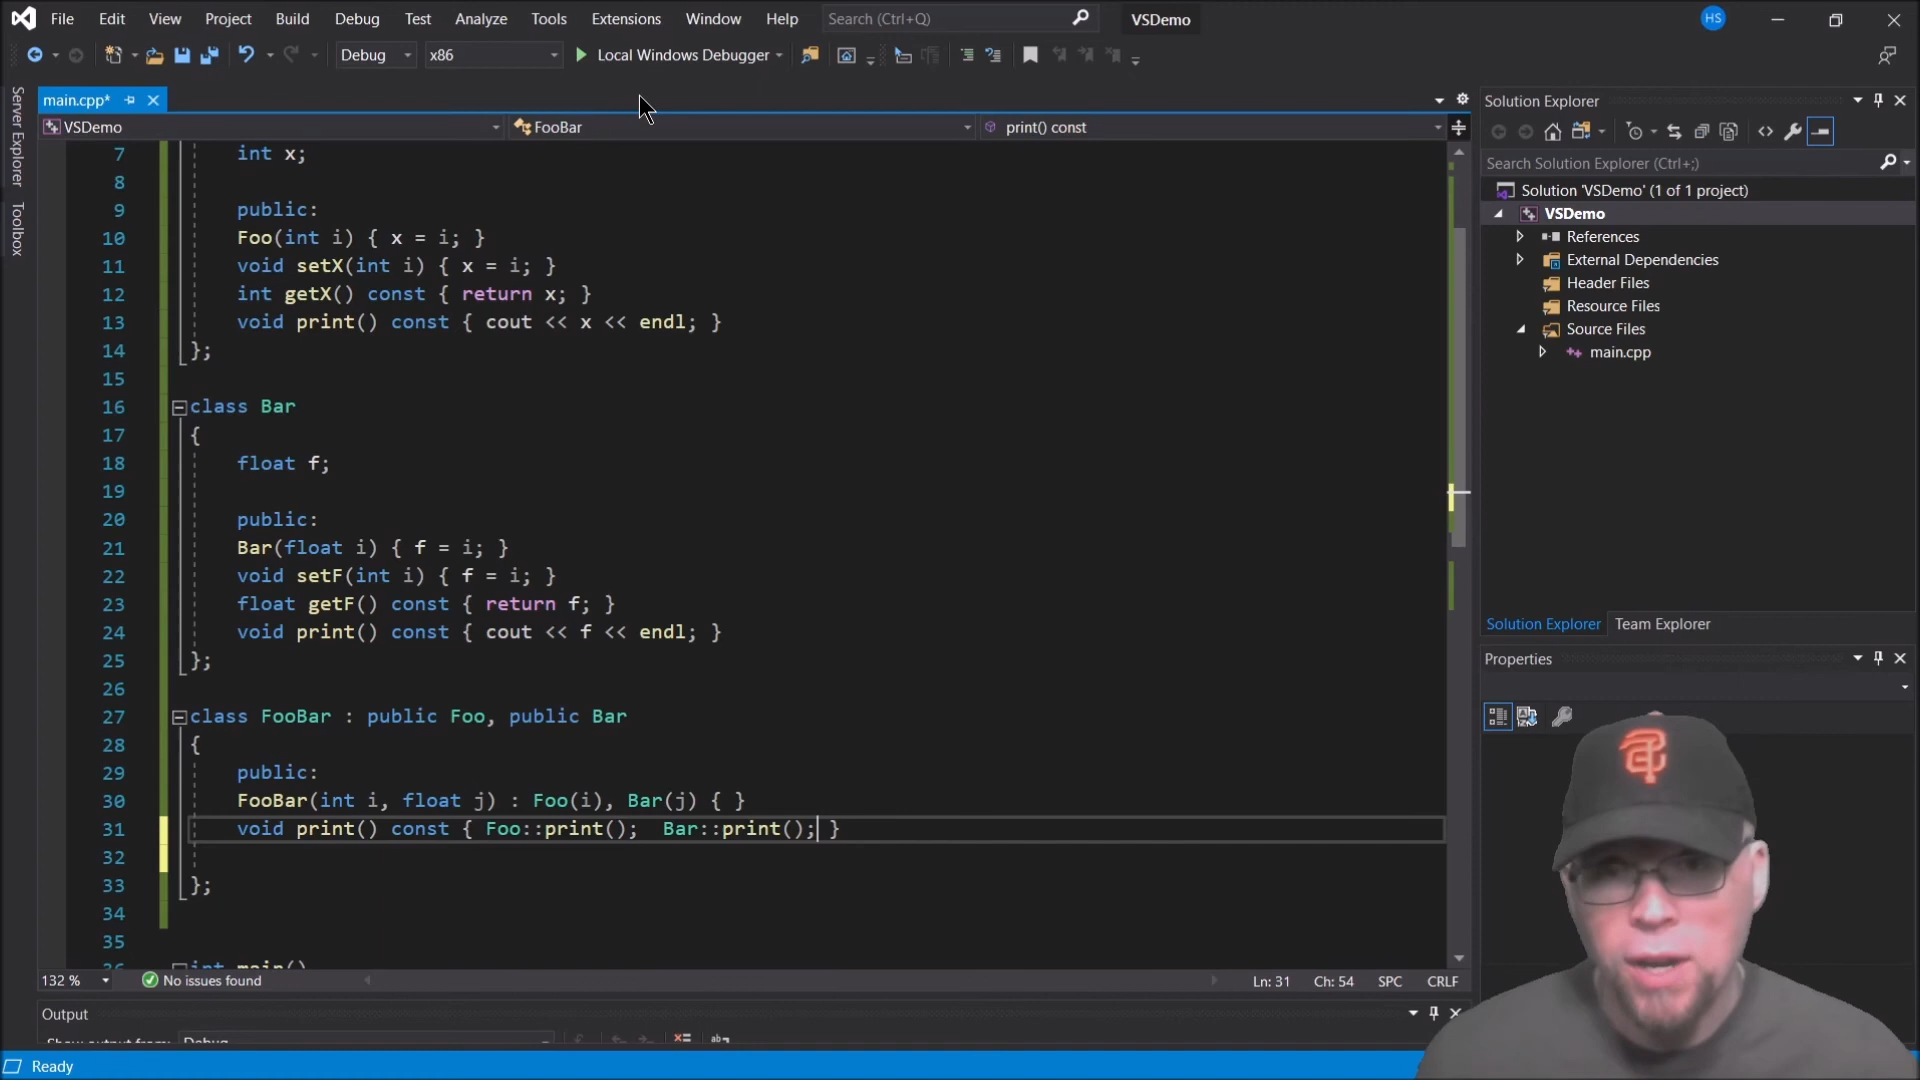 File Edit View Project Build Debug Test Analyze Tools Extensions Window Help Search (Ctrl+Q) VSDemo HS
Debug x86 Local Windows Debugger
Server Explorer
Toolbox
main.cpp*
VSDemo FooBar print() const
7 int x;
8
9 public:
10 Foo(int i) { x = i; }
11 void setX(int i) { x = i; }
12 int getX() const { return x; }
13 void print() const { cout << x << endl; }
14 };
15
16 class Bar
17 {
18 float f;
19
20 public:
21 Bar(float i) { f = i; }
22 void setF(int i) { f = i; }
23 float getF() const { return f; }
24 void print() const { cout << f << endl; }
25 };
26
27 class FooBar : public Foo, public Bar
28 {
29 public:
30 FooBar(int i, float j) : Foo(i), Bar(j) { }
31 void print() const { Foo::print();  Bar::print(); }
32
33 };
34
35
36 int main()
132 % No issues found Ln: 31 Ch: 54 SPC CRLF
Output
Show output from: Debug
Ready
Solution Explorer
Search Solution Explorer (Ctrl+;)
Solution 'VSDemo' (1 of 1 project)
VSDemo
References
External Dependencies
Header Files
Resource Files
Source Files
main.cpp
Solution Explorer Team Explorer
Properties